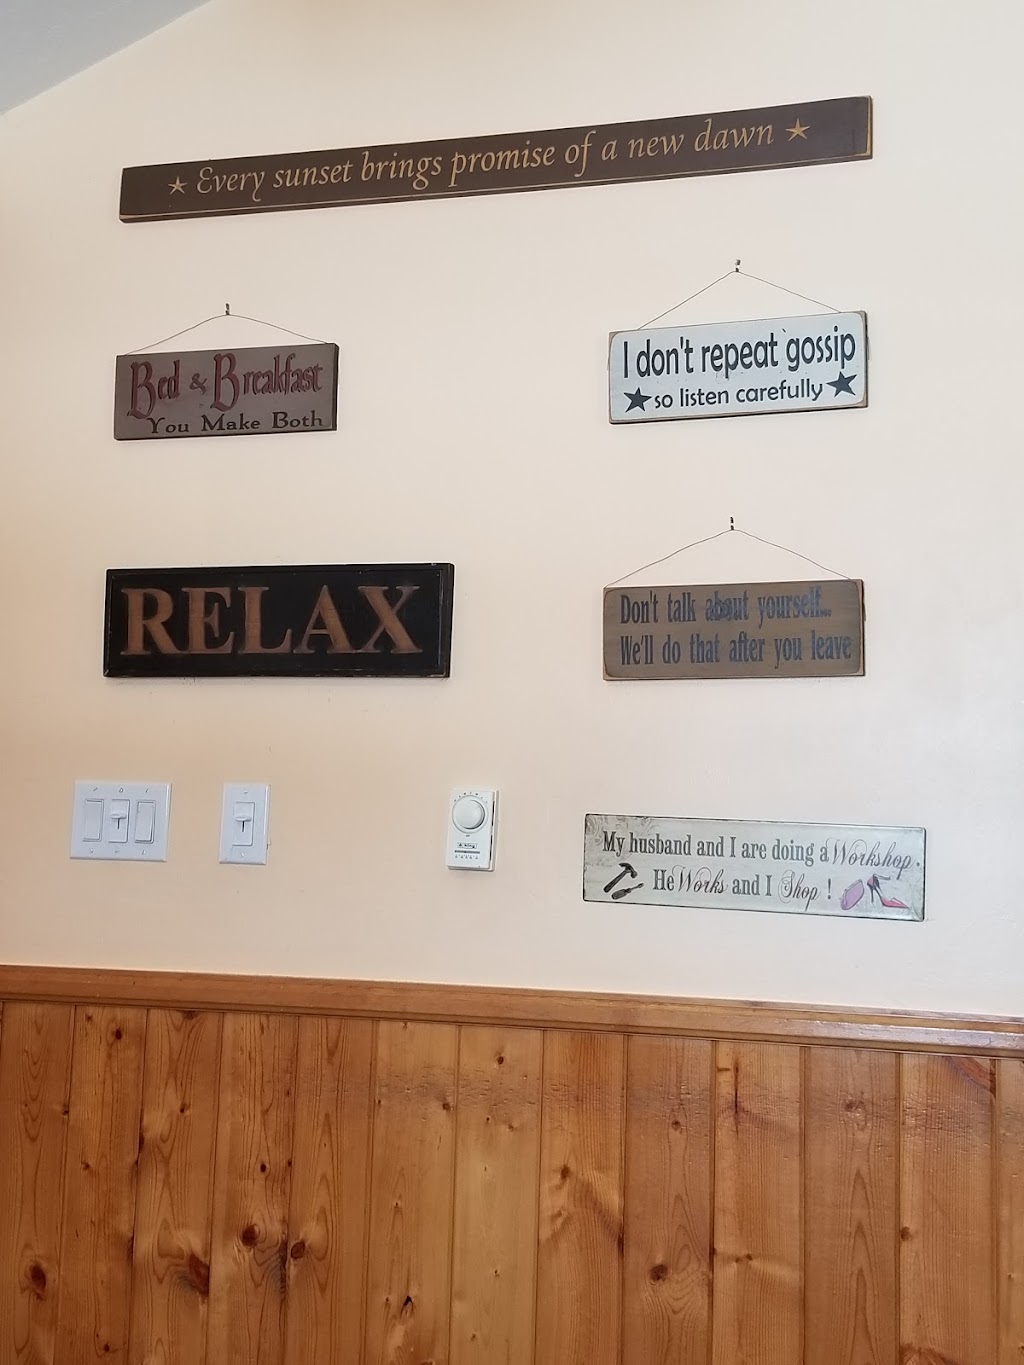 Every sunset brings promise of a new dawn
Bed & Breakfast
You Make Both
I don't repeat gossip
so listen carefully
RELAX
Don't talk about yourself...
We'll do that after you leave
My husband and I are doing a Workshop.
He Works and I Shop!